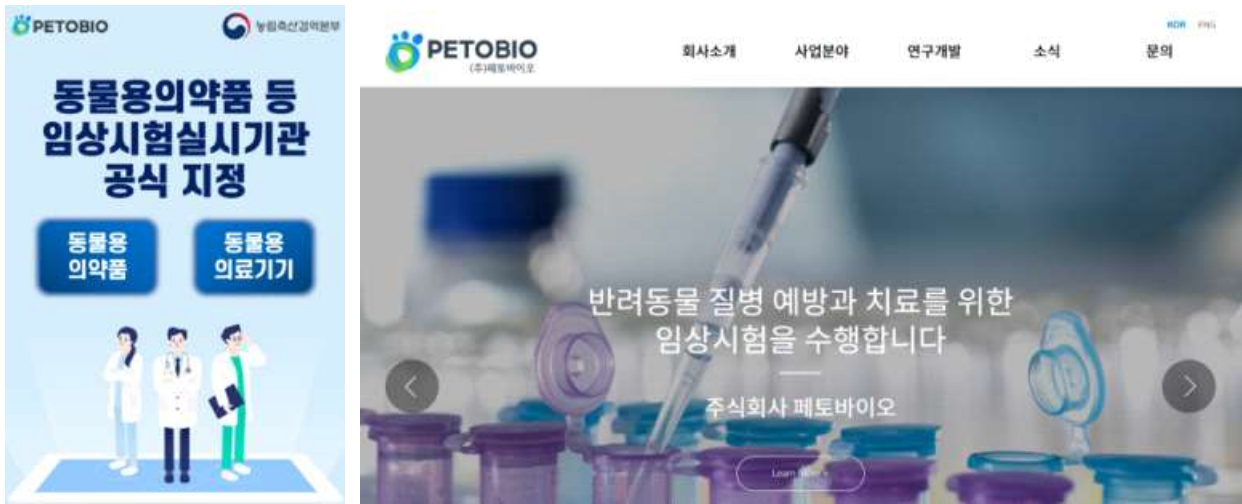 PETOBIO
농림축산검역본부
동물용의약품 등
임상시험실시기관
공식 지정
동물용
의약품
동물용
의료기기
KOR ENG
PETOBIO
(주)페토바이오
회사소개
사업분야
연구개발
소식
문의
반려동물 질병 예방과 치료를 위한
임상시험을 수행합니다
주식회사 페토바이오
Learn More